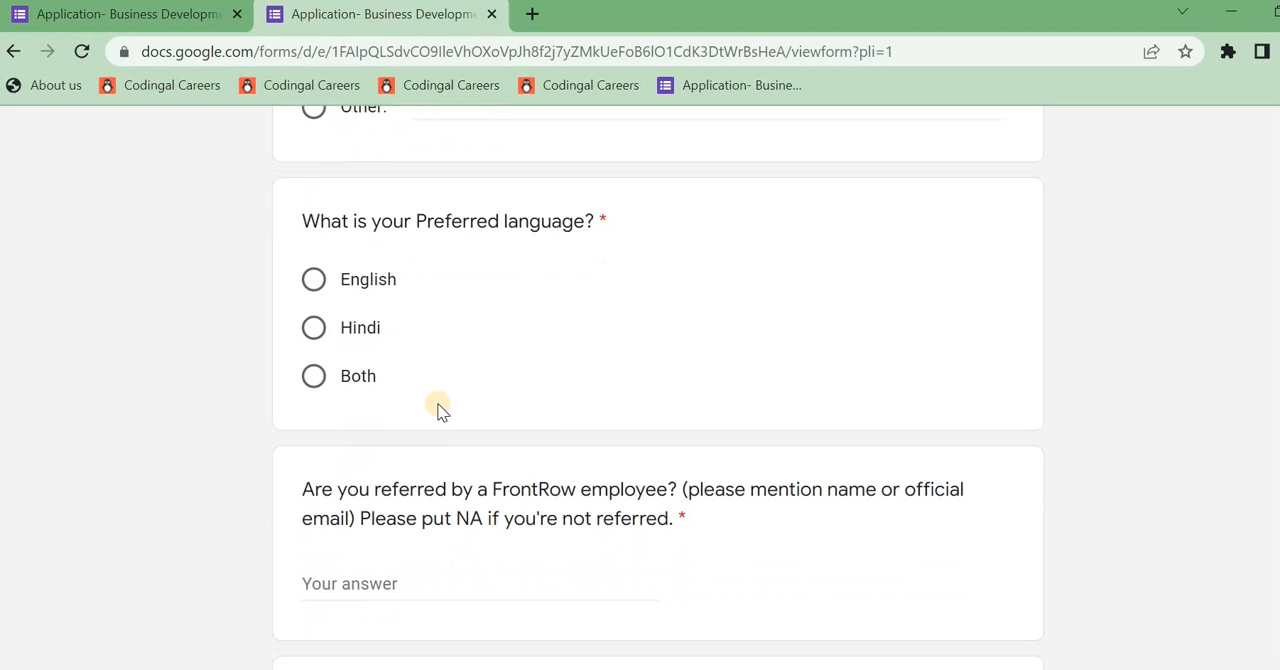 Application- Business Developm
Application- Business Developme
docs.google.com/forms/d/e/1FAIpQLSdvCO9IleVhOXoVpJh8f2j7yZMkUeFoB6lO1CdK3DtWrBsHeA/viewform?pli=1
About us
Codingal Careers
Codingal Careers
Codingal Careers
Codingal Careers
Application- Busine...
Other:
What is your Preferred language? *
English
Hindi
Both
Are you referred by a FrontRow employee? (please mention name or official
email) Please put NA if you're not referred. *
Your answer